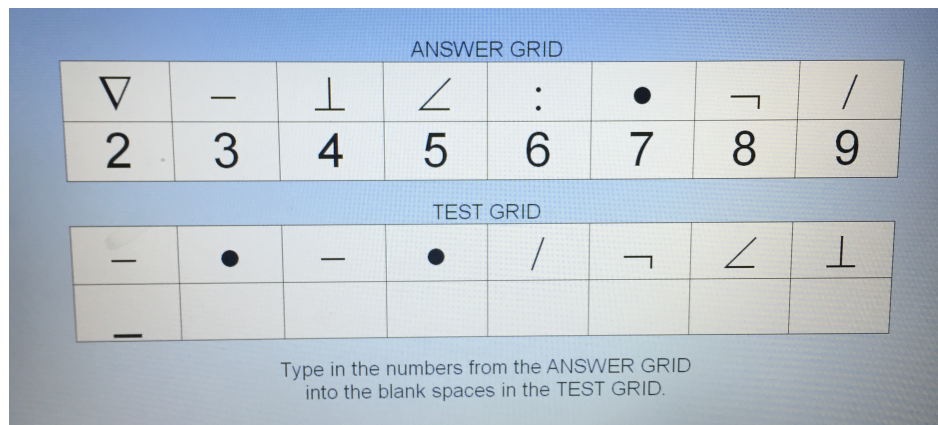 ANSWER GRID
∇ – ⊥ ∠ : ● ¬ /
2 3 4 5 6 7 8 9
TEST GRID
– ● – ● / ¬ ∠ ⊥
_
Type in the numbers from the ANSWER GRID
into the blank spaces in the TEST GRID.